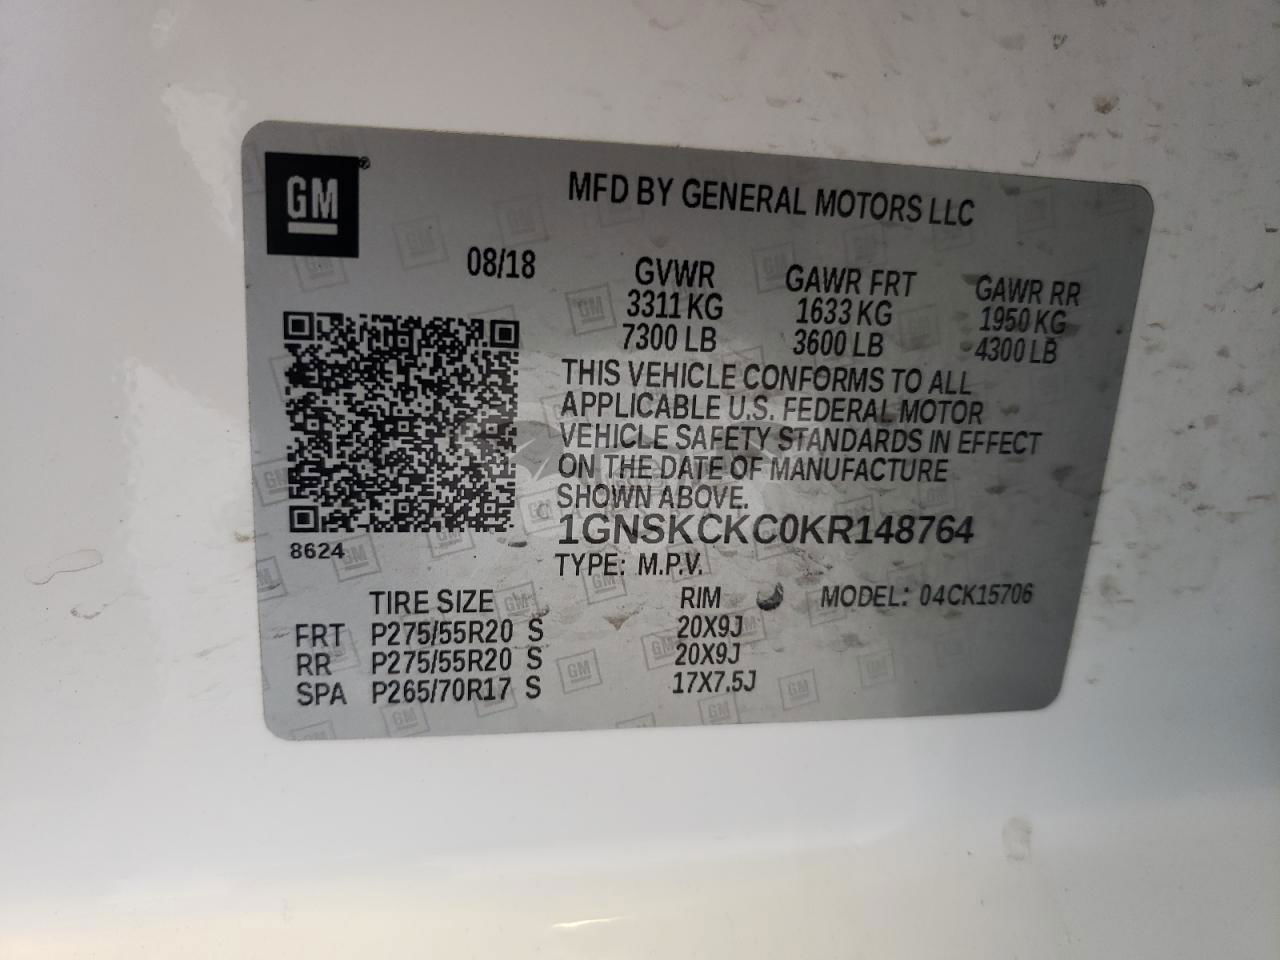 GM®
MFD BY GENERAL MOTORS LLC
08/18
GVWR GAWR FRT GAWR RR
3311 KG 1633 KG 1950 KG
7300 LB 3600 LB 4300 LB
THIS VEHICLE CONFORMS TO ALL
APPLICABLE U.S. FEDERAL MOTOR
VEHICLE SAFETY STANDARDS IN EFFECT
ON THE DATE OF MANUFACTURE
SHOWN ABOVE.
1GNSKCKC0KR148764
8624
TYPE: M.P.V.
TIRE SIZE RIM MODEL: 04CK15706
FRT P275/55R20 S 20X9J
RR P275/55R20 S 20X9J
SPA P265/70R17 S 17X7.5J